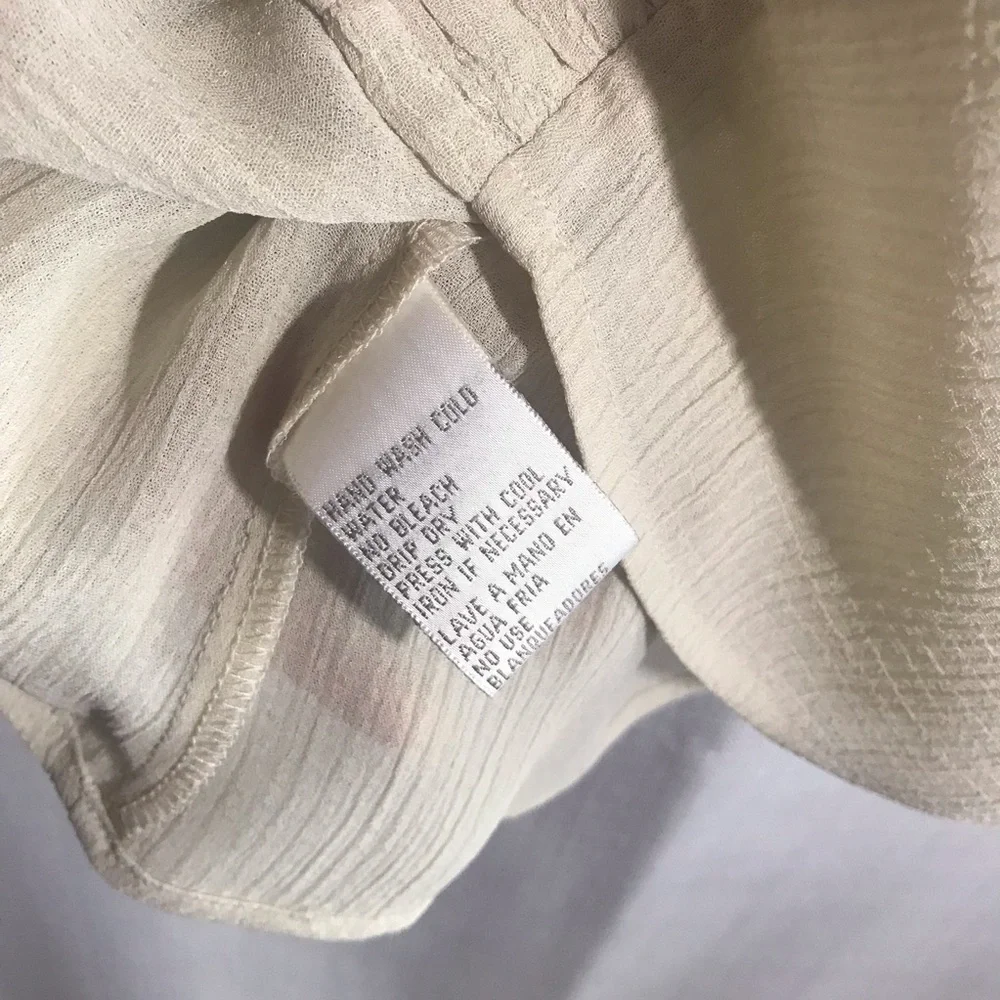 HAND WASH COLD
WATER
NO BLEACH
DRIP DRY
PRESS WITH COOL
IRON IF NECESSARY
LAVE A MANO EN
AGUA FRIA
NO USE
BLANQUEADORES